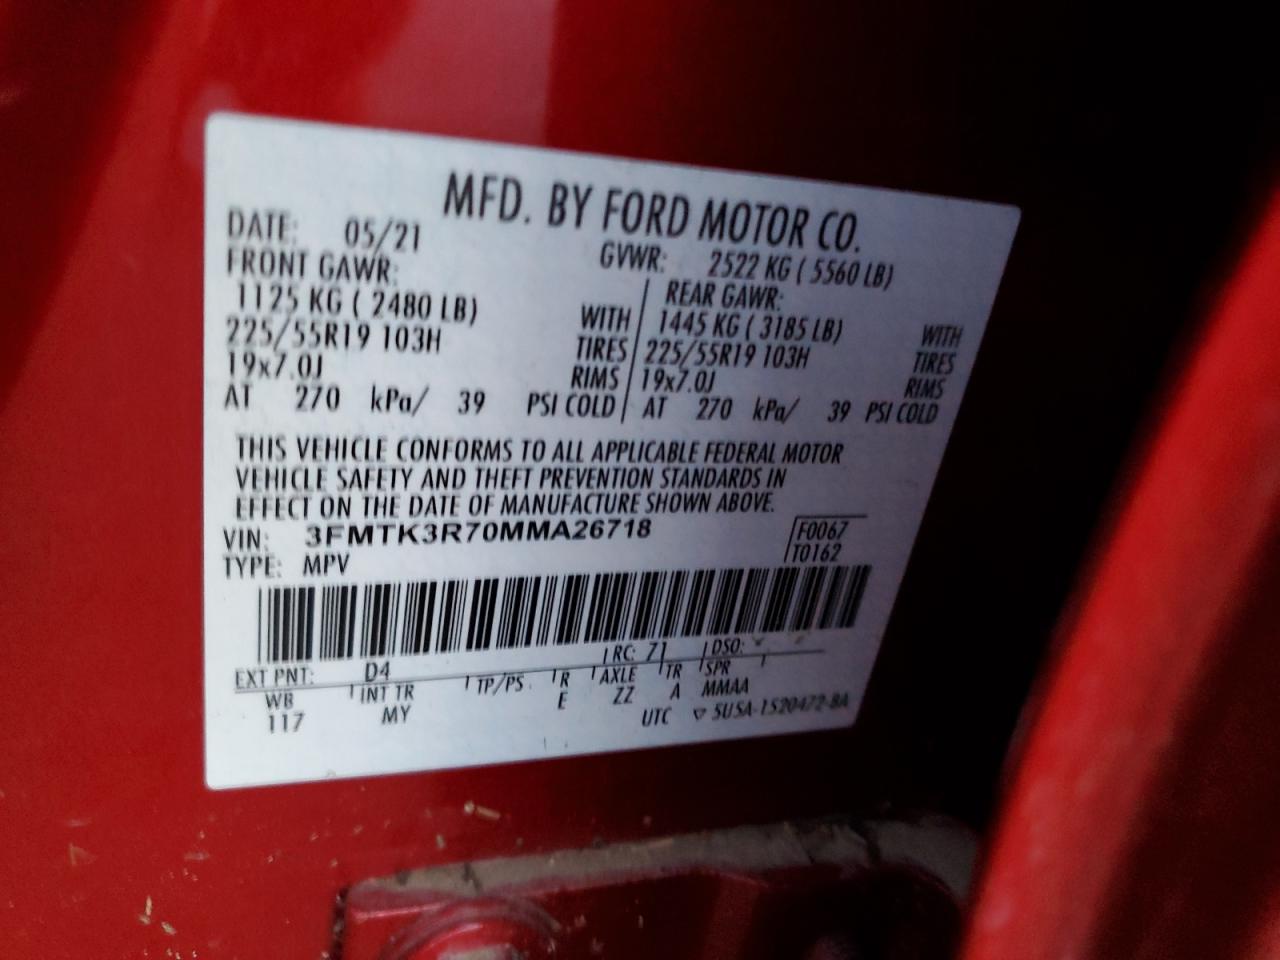 MFD. BY FORD MOTOR CO.
DATE: 05/21 GVWR: 2522 KG ( 5560 LB)
FRONT GAWR: REAR GAWR:
1125 KG ( 2480 LB) WITH 1445 KG ( 3185 LB) WITH
225/55R19 103H TIRES 225/55R19 103H TIRES
19x7.0J RIMS 19x7.0J RIMS
AT 270 kPa/ 39 PSI COLD AT 270 kPa/ 39 PSI COLD
THIS VEHICLE CONFORMS TO ALL APPLICABLE FEDERAL MOTOR
VEHICLE SAFETY AND THEFT PREVENTION STANDARDS IN
EFFECT ON THE DATE OF MANUFACTURE SHOWN ABOVE.
VIN: 3FMTK3R70MMA26718 F0067
TYPE: MPV T0162
EXT PNT: D4 RC: 71 DSO:
WB INT TR TP/PS R AXLE TR SPR
117 MY E ZZ A MMAA
UTC ▽ 5USA-1520472-BA